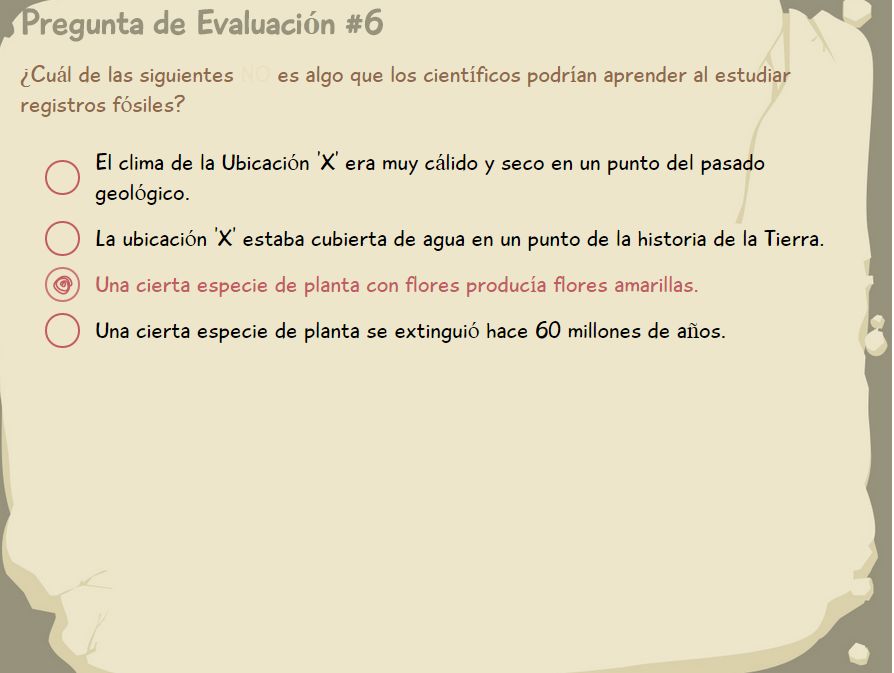 Pregunta de Evaluación #6
¿Cuál de las siguientes NO es algo que los científicos podrían aprender al estudiar
registros fósiles?
El clima de la Ubicación 'X' era muy cálido y seco en un punto del pasado
geológico.
La ubicación 'X' estaba cubierta de agua en un punto de la historia de la Tierra.
Una cierta especie de planta con flores producía flores amarillas.
Una cierta especie de planta se extinguió hace 60 millones de años.